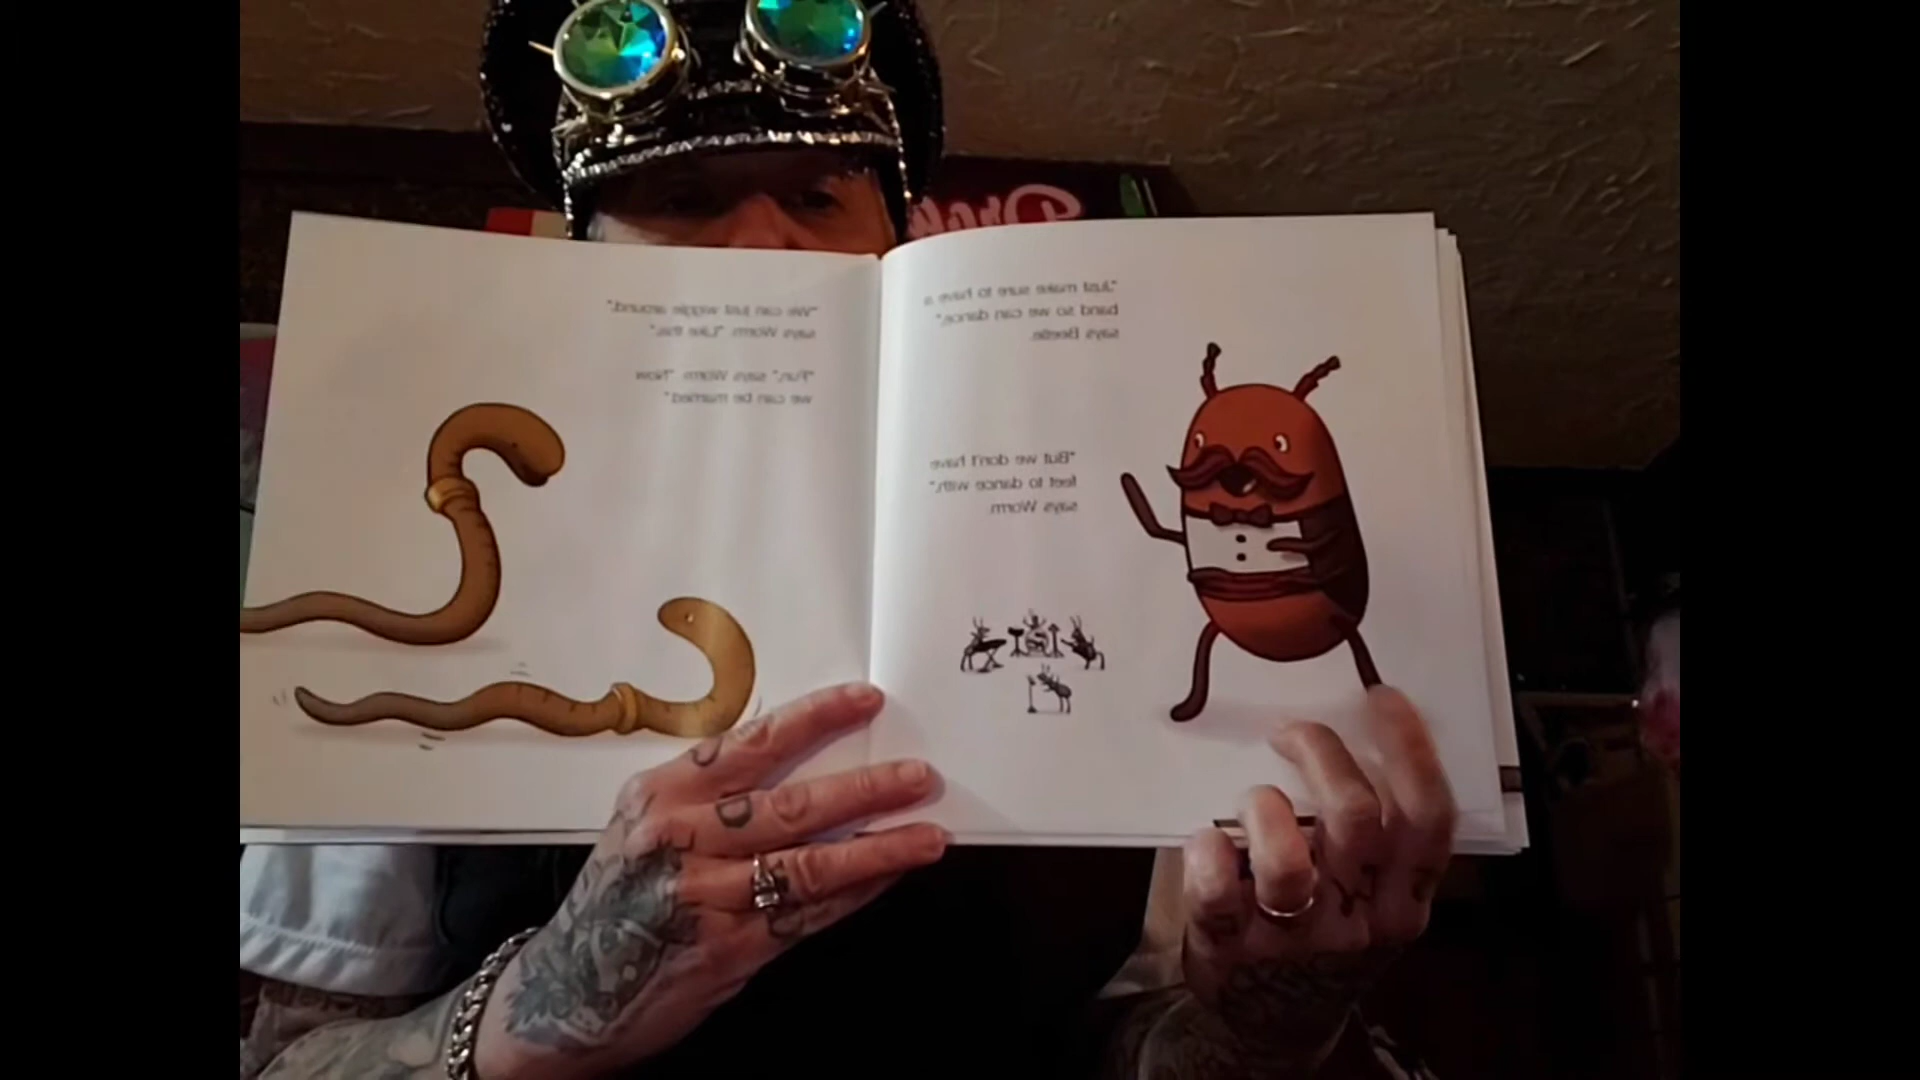 "Just make sure to have a
band so we can dance,"
says Beetle.
"But we don't have
feet to dance with,"
says Worm.
"We can just wiggle around,"
says Worm. "Like this."
"Fun," says Worm. "Now
we can be married."